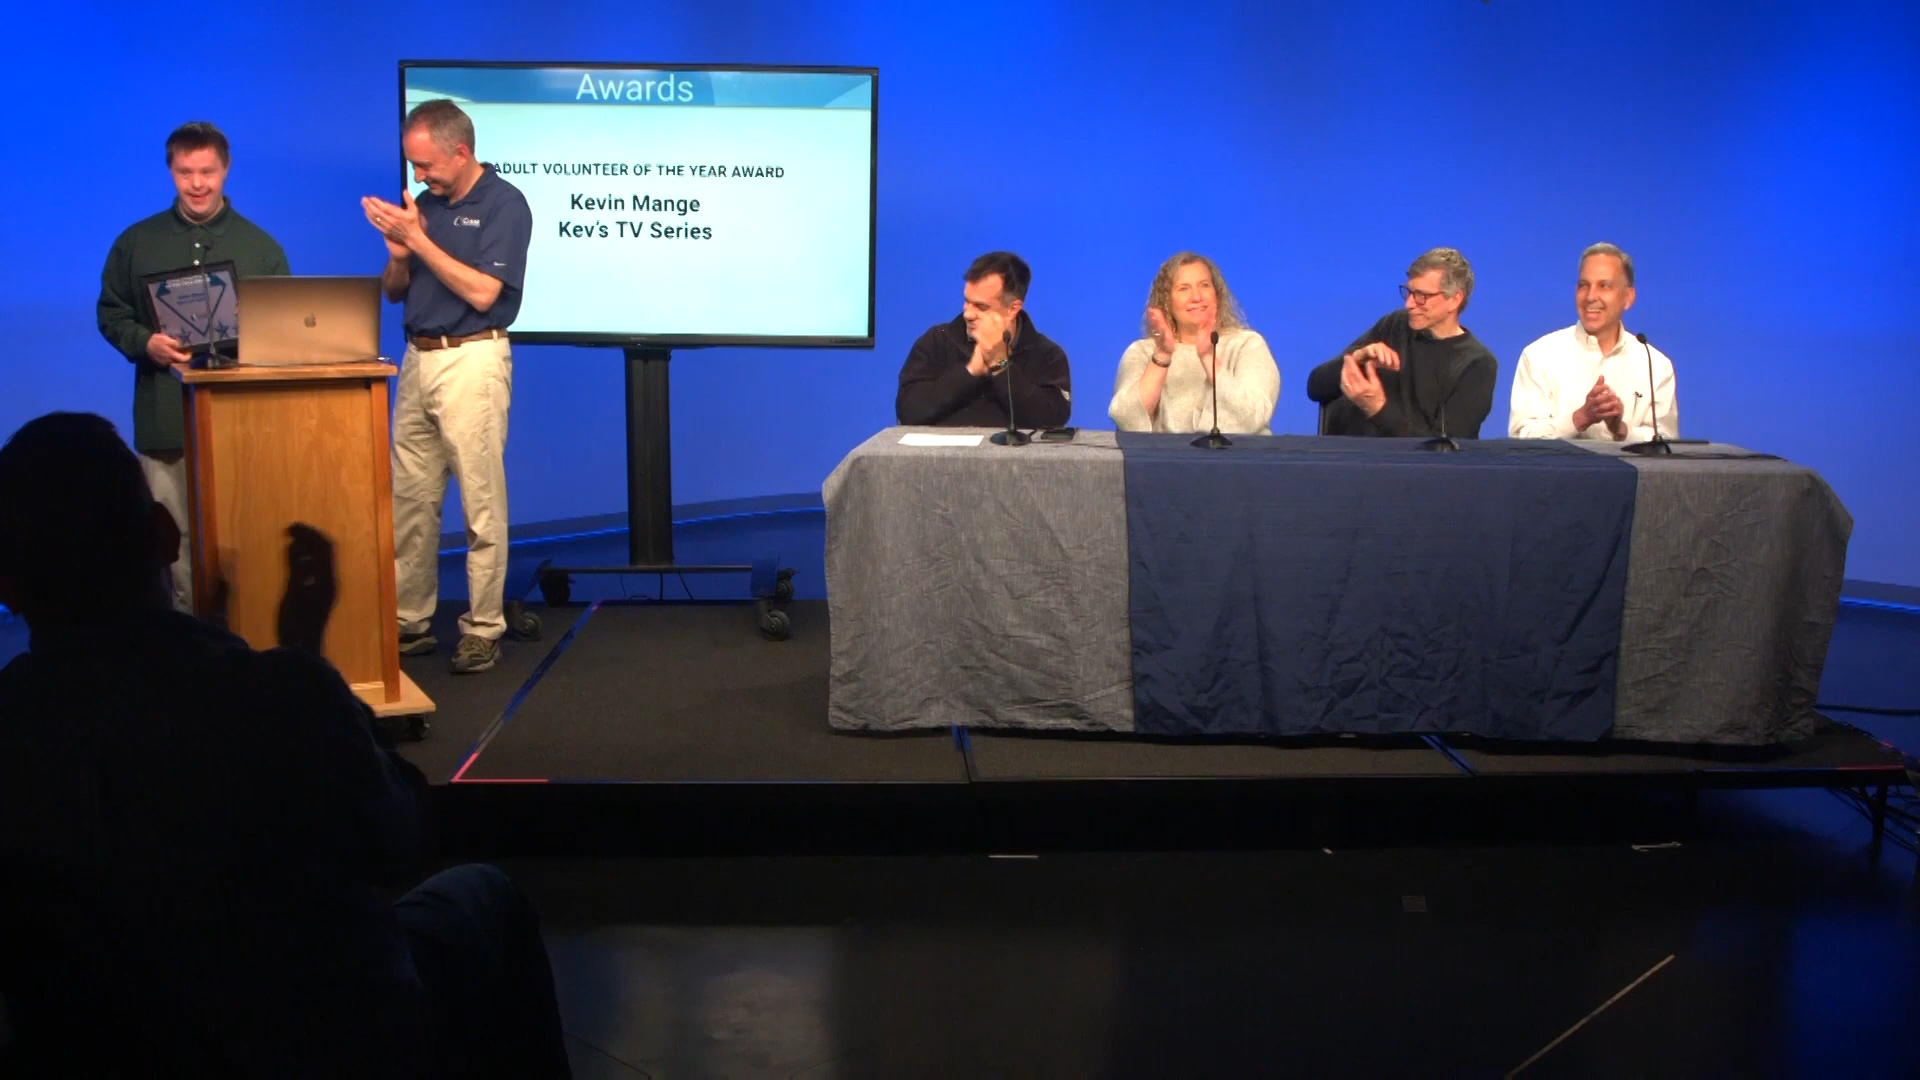 Awards
ADULT VOLUNTEER OF THE YEAR AWARD
Kevin Mange
Kev's TV Series